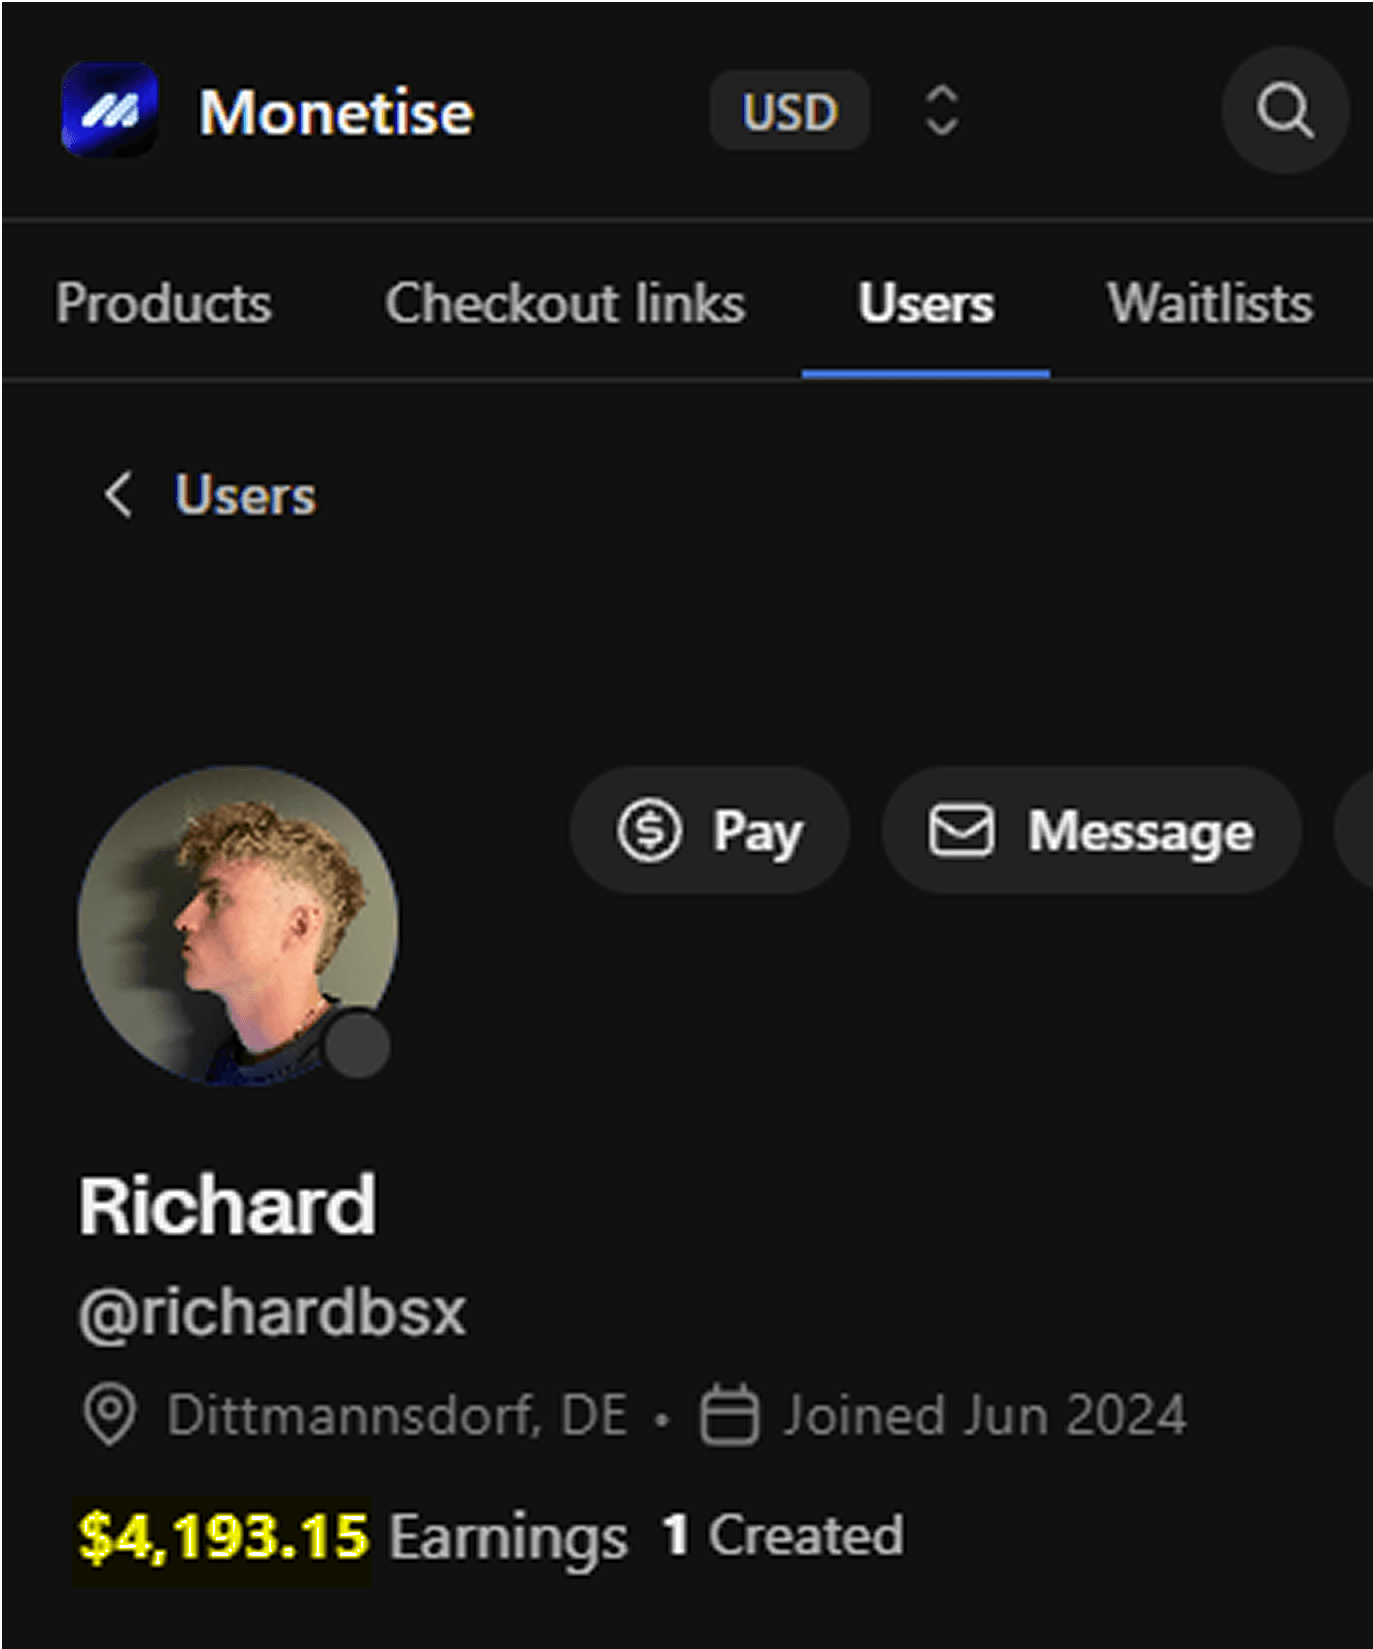 Monetise USD
Products Checkout links Users Waitlists
Users
Pay Message
Richard
@richardbsx
Dittmannsdorf, DE • Joined Jun 2024
$4,193.15 Earnings 1 Created